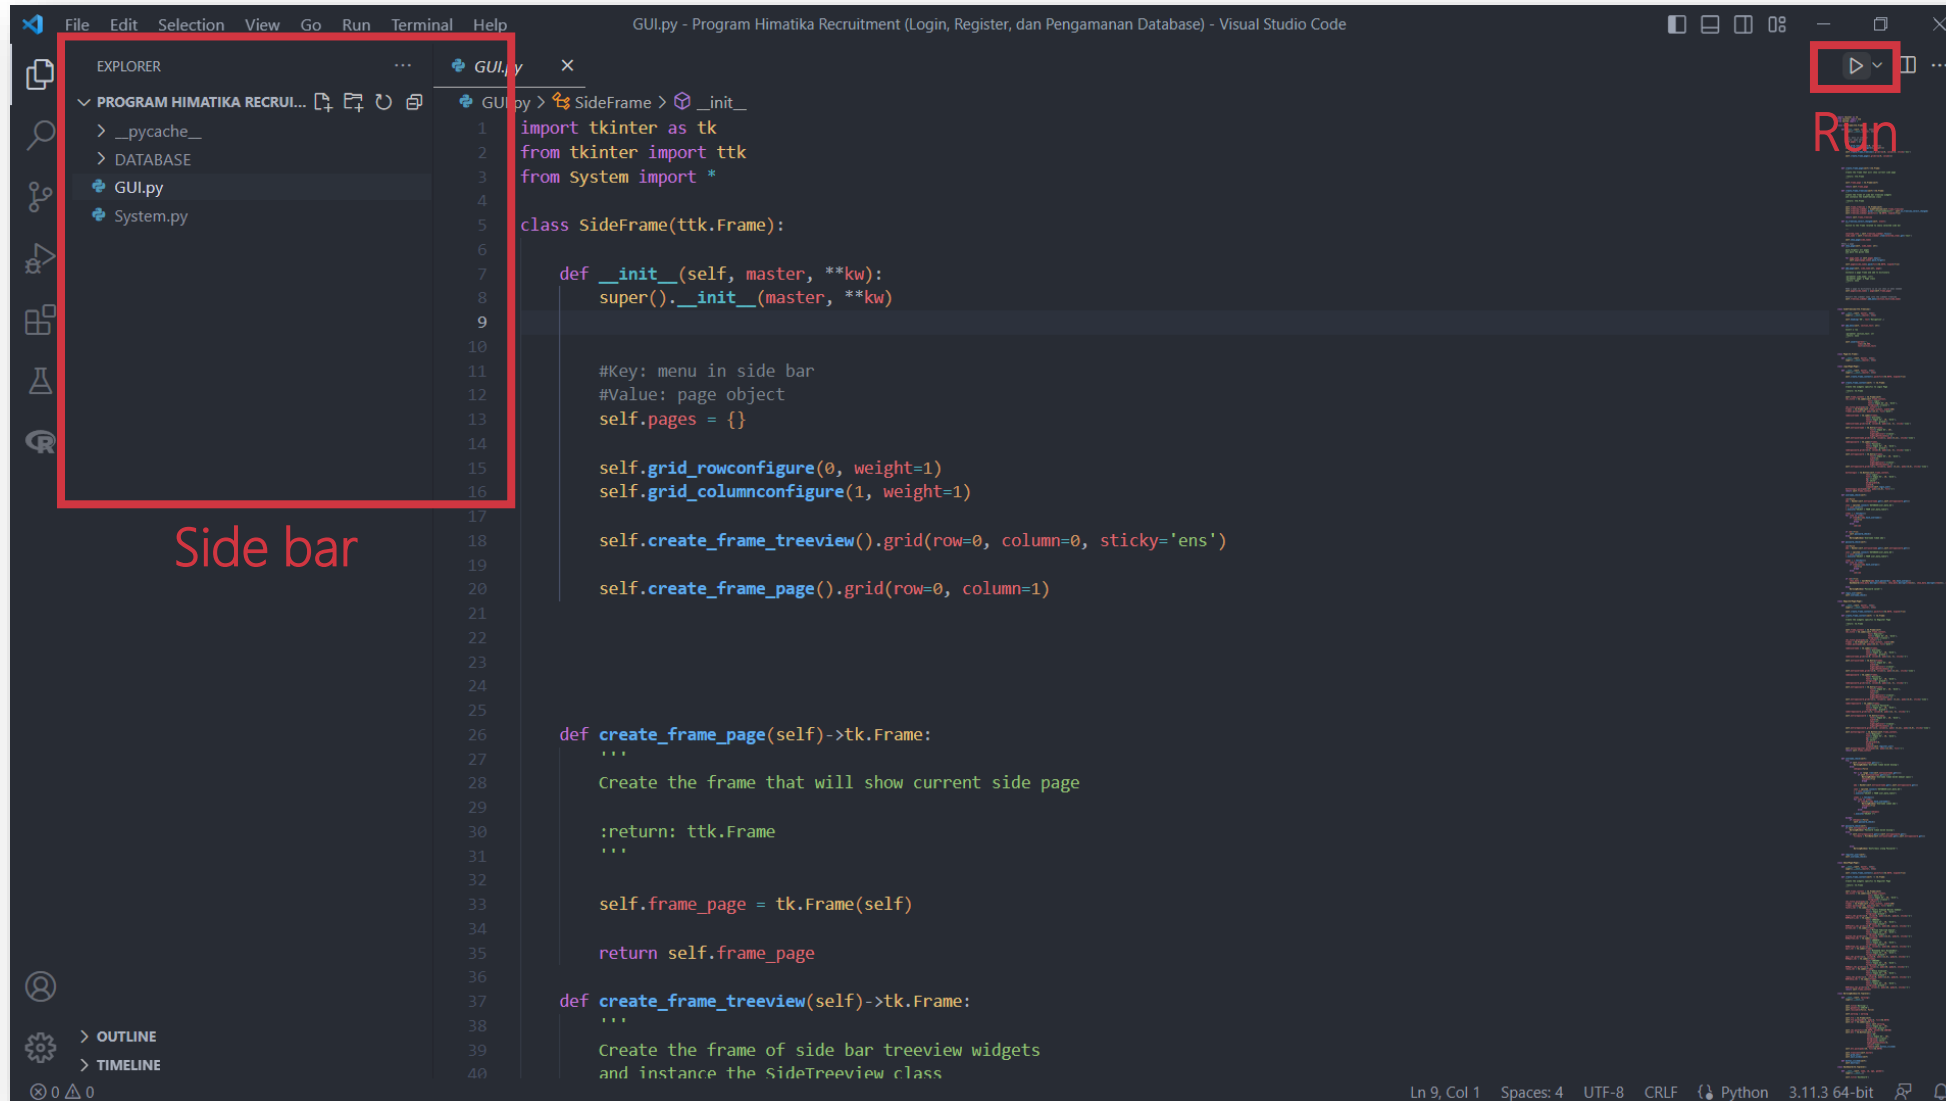 File Edit Selection View Go Run Terminal Help
GUI.py - Program Himatika Recruitment (Login, Register, dan Pengamanan Database) - Visual Studio Code
EXPLORER
PROGRAM HIMATIKA RECRUI...
__pycache__
DATABASE
GUI.py
System.py
Side bar
OUTLINE
TIMELINE
GUI.py
GUI.py > SideFrame > __init__
Run
1 import tkinter as tk
2 from tkinter import ttk
3 from System import *
4
5 class SideFrame(ttk.Frame):
6
7 def __init__(self, master, **kw):
8 super().__init__(master, **kw)
9
10
11 #Key: menu in side bar
12 #Value: page object
13 self.pages = {}
14
15 self.grid_rowconfigure(0, weight=1)
16 self.grid_columnconfigure(1, weight=1)
17
18 self.create_frame_treeview().grid(row=0, column=0, sticky='ens')
19
20 self.create_frame_page().grid(row=0, column=1)
21
22
23
24
25
26 def create_frame_page(self)->tk.Frame:
27 '''
28 Create the frame that will show current side page
29
30 :return: ttk.Frame
31 '''
32
33 self.frame_page = tk.Frame(self)
34
35 return self.frame_page
36
37 def create_frame_treeview(self)->tk.Frame:
38 '''
39 Create the frame of side bar treeview widgets
40 and instance the SideTreeview class
0 0
Ln 9, Col 1 Spaces: 4 UTF-8 CRLF Python 3.11.3 64-bit